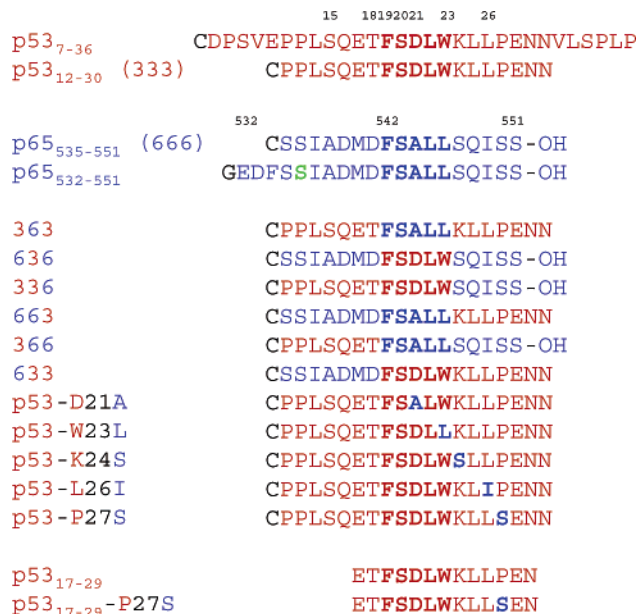 15 18192021 23 26
p53₇₋₃₆ CDPSVEPPLSQETFSDLWKLLPENNVLSPLP
p53₁₂₋₃₀ (333) CPPLSQETFSDLWKLLPENN
532 542 551
p65₅₃₅₋₅₅₁ (666) CSSIADMDFSALLSQISS-OH
p65₅₃₂₋₅₅₁ GEDFSSIADMDFSALLSQISS-OH
363 CPPLSQETFSALLKLLPENN
636 CSSIADMDFSDLWSQISS-OH
336 CPPLSQETFSDLWSQISS-OH
663 CSSIADMDFSALLKLLPENN
366 CPPLSQETFSALLSQISS-OH
633 CSSIADMDFSDLWKLLPENN
p53-D21A CPPLSQETFSALWKLLPENN
p53-W23L CPPLSQETFSDLLKLLPENN
p53-K24S CPPLSQETFSDLWSLLPENN
p53-L26I CPPLSQETFSDLWKLIPENN
p53-P27S CPPLSQETFSDLWKLLSENN
p53₁₇₋₂₉ ETFSDLWKLLPEN
p53₁₇₋₂₉-P27S ETFSDLWKLLSEN